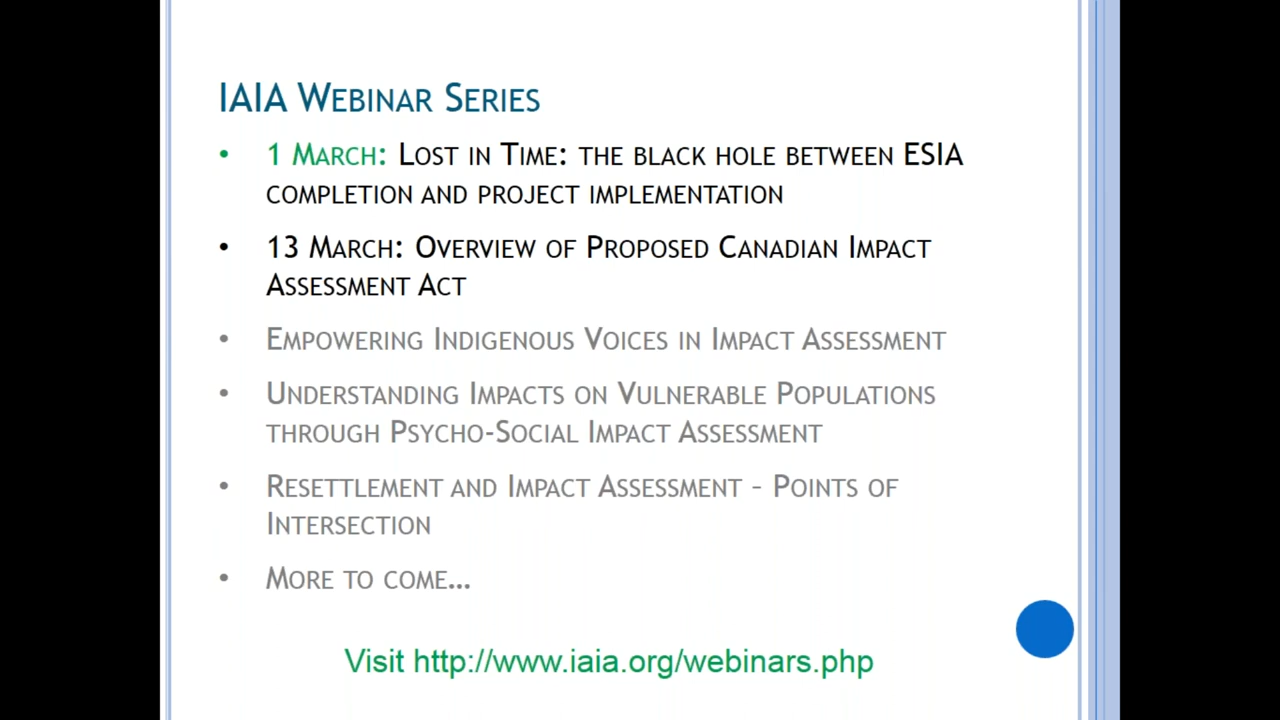 IAIA Webinar Series
• 1 March: Lost in Time: the black hole between ESIA
completion and project implementation
• 13 March: Overview of Proposed Canadian Impact
Assessment Act
• Empowering Indigenous Voices in Impact Assessment
• Understanding Impacts on Vulnerable Populations
through Psycho-Social Impact Assessment
• Resettlement and Impact Assessment – Points of
Intersection
• More to come…
Visit http://www.iaia.org/webinars.php